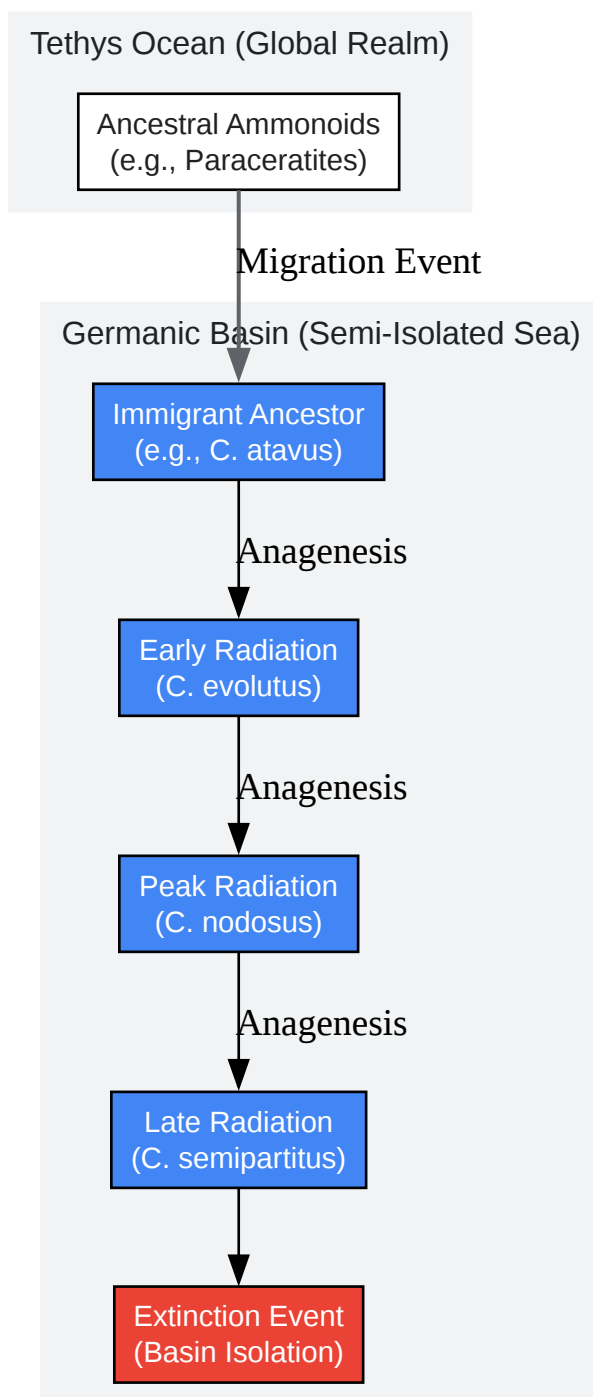 Tethys Ocean (Global Realm)
Ancestral Ammonoids
(e.g., Paraceratites)
Migration Event
Germanic Basin (Semi-Isolated Sea)
Immigrant Ancestor
(e.g., C. atavus)
Anagenesis
Early Radiation
(C. evolutus)
Anagenesis
Peak Radiation
(C. nodosus)
Anagenesis
Late Radiation
(C. semipartitus)
Extinction Event
(Basin Isolation)